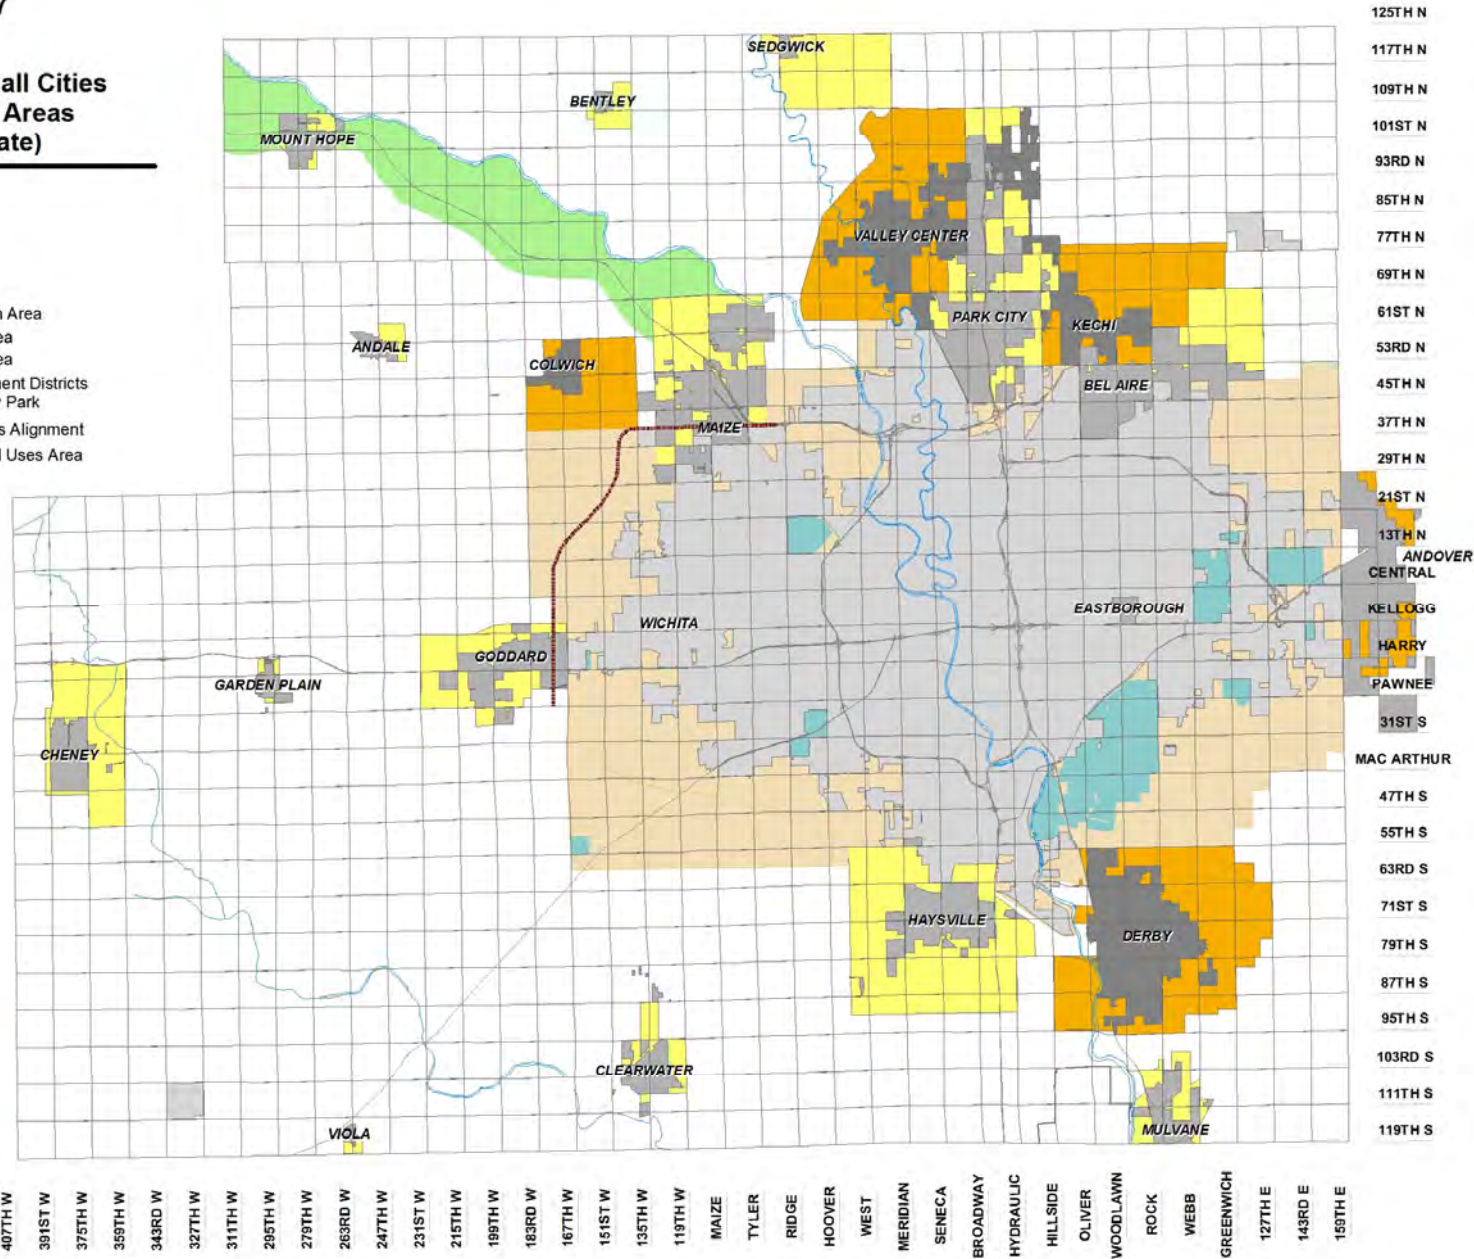 all Cities
Areas
ate)
Area
ea
ea
ent Districts
Park
s Alignment
Uses Area
SEDGWICK
BENTLEY
MOUNT HOPE
VALLEY CENTER
PARK CITY
KECHI
ANDALE
COLWICH
BEL AIRE
MAIZE
ANDOVER
EASTBOROUGH
WICHITA
GODDARD
GARDEN PLAIN
CHENEY
HAYSVILLE
DERBY
CLEARWATER
VIOLA
MULVANE
125TH N
117TH N
109TH N
101ST N
93RD N
85TH N
77TH N
69TH N
61ST N
53RD N
45TH N
37TH N
29TH N
21ST N
13TH N
CENTRAL
KELLOGG
HARRY
PAWNEE
31ST S
MAC ARTHUR
47TH S
55TH S
63RD S
71ST S
79TH S
87TH S
95TH S
103RD S
111TH S
119TH S
407TH W
391ST W
375TH W
359TH W
343RD W
327TH W
311TH W
295TH W
279TH W
263RD W
247TH W
231ST W
215TH W
199TH W
183RD W
167TH W
151ST W
135TH W
119TH W
MAIZE
TYLER
RIDGE
HOOVER
WEST
MERIDIAN
SENECA
BROADWAY
HYDRAULIC
HILLSIDE
OLIVER
WOODLAWN
ROCK
WEBB
GREENWICH
127TH E
143RD E
159TH E